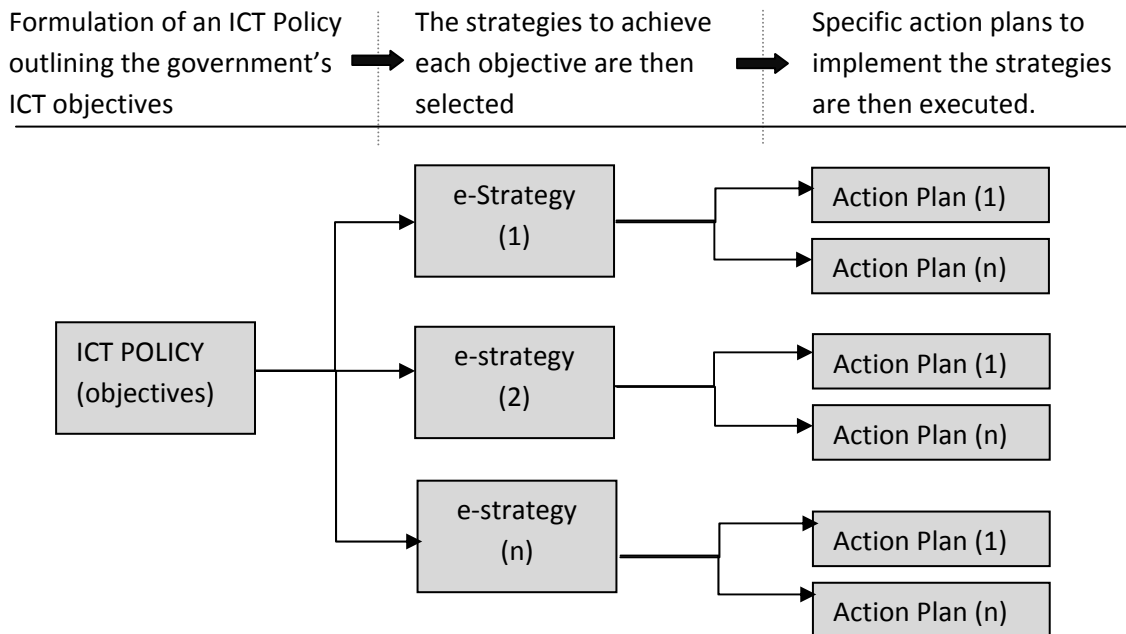 Formulation of an ICT Policy
outlining the government's
ICT objectives
The strategies to achieve
each objective are then
selected
Specific action plans to
implement the strategies
are then executed.
ICT POLICY
(objectives)
e-Strategy
(1)
Action Plan (1)
Action Plan (n)
e-strategy
(2)
Action Plan (1)
Action Plan (n)
e-strategy
(n)
Action Plan (1)
Action Plan (n)